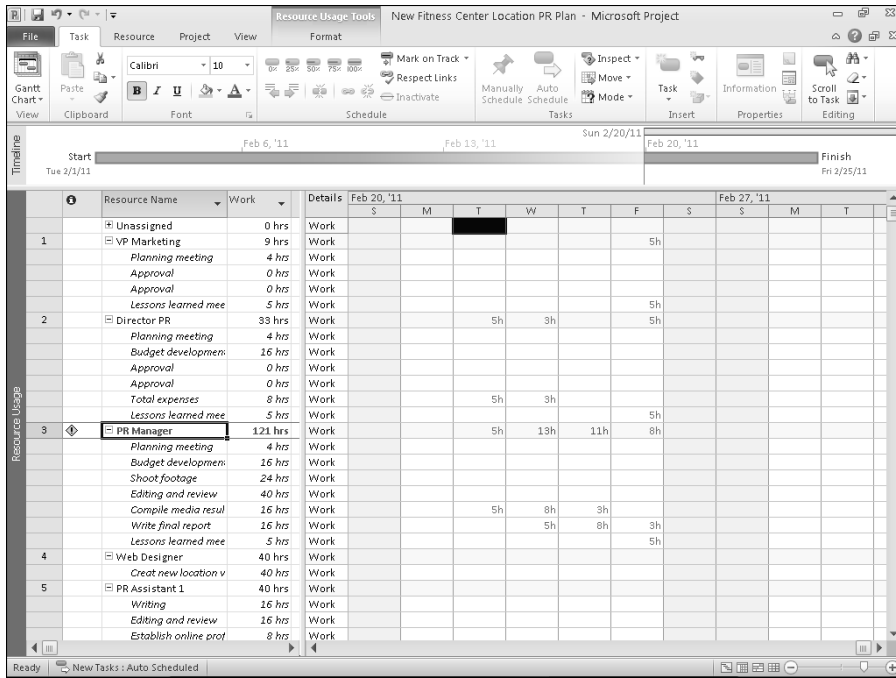 Resource Usage Tools New Fitness Center Location PR Plan - Microsoft Project
File Task Resource Project View Format
Gantt Chart Paste Calibri 10 B I U A 0% 25% 50% 75% 100% Mark on Track Respect Links Inactivate Manually Schedule Auto Schedule Inspect Move Mode Task Information Scroll to Task
View Clipboard Font Schedule Tasks Insert Properties Editing
Timeline
Sun 2/20/11
Feb 6, '11 Feb 13, '11 Feb 20, '11
Start Finish
Tue 2/1/11 Fri 2/25/11
Resource Usage
Resource Name Work Details Feb 20, '11 Feb 27, '11
S M T W T F S S M T
Unassigned 0 hrs Work
1 VP Marketing 9 hrs Work 5h
Planning meeting 4 hrs Work
Approval 0 hrs Work
Approval 0 hrs Work
Lessons learned mee 5 hrs Work 5h
2 Director PR 33 hrs Work 5h 3h 5h
Planning meeting 4 hrs Work
Budget developmen 16 hrs Work
Approval 0 hrs Work
Approval 0 hrs Work
Total expenses 8 hrs Work 5h 3h
Lessons learned mee 5 hrs Work 5h
3 PR Manager 121 hrs Work 5h 13h 11h 8h
Planning meeting 4 hrs Work
Budget developmen 16 hrs Work
Shoot footage 24 hrs Work
Editing and review 40 hrs Work
Compile media resul 16 hrs Work 5h 8h 3h
Write final report 16 hrs Work 5h 8h 3h
Lessons learned mee 5 hrs Work 5h
4 Web Designer 40 hrs Work
Creat new location v 40 hrs Work
5 PR Assistant 1 40 hrs Work
Writing 16 hrs Work
Editing and review 16 hrs Work
Establish online prof 8 hrs Work
Ready New Tasks : Auto Scheduled